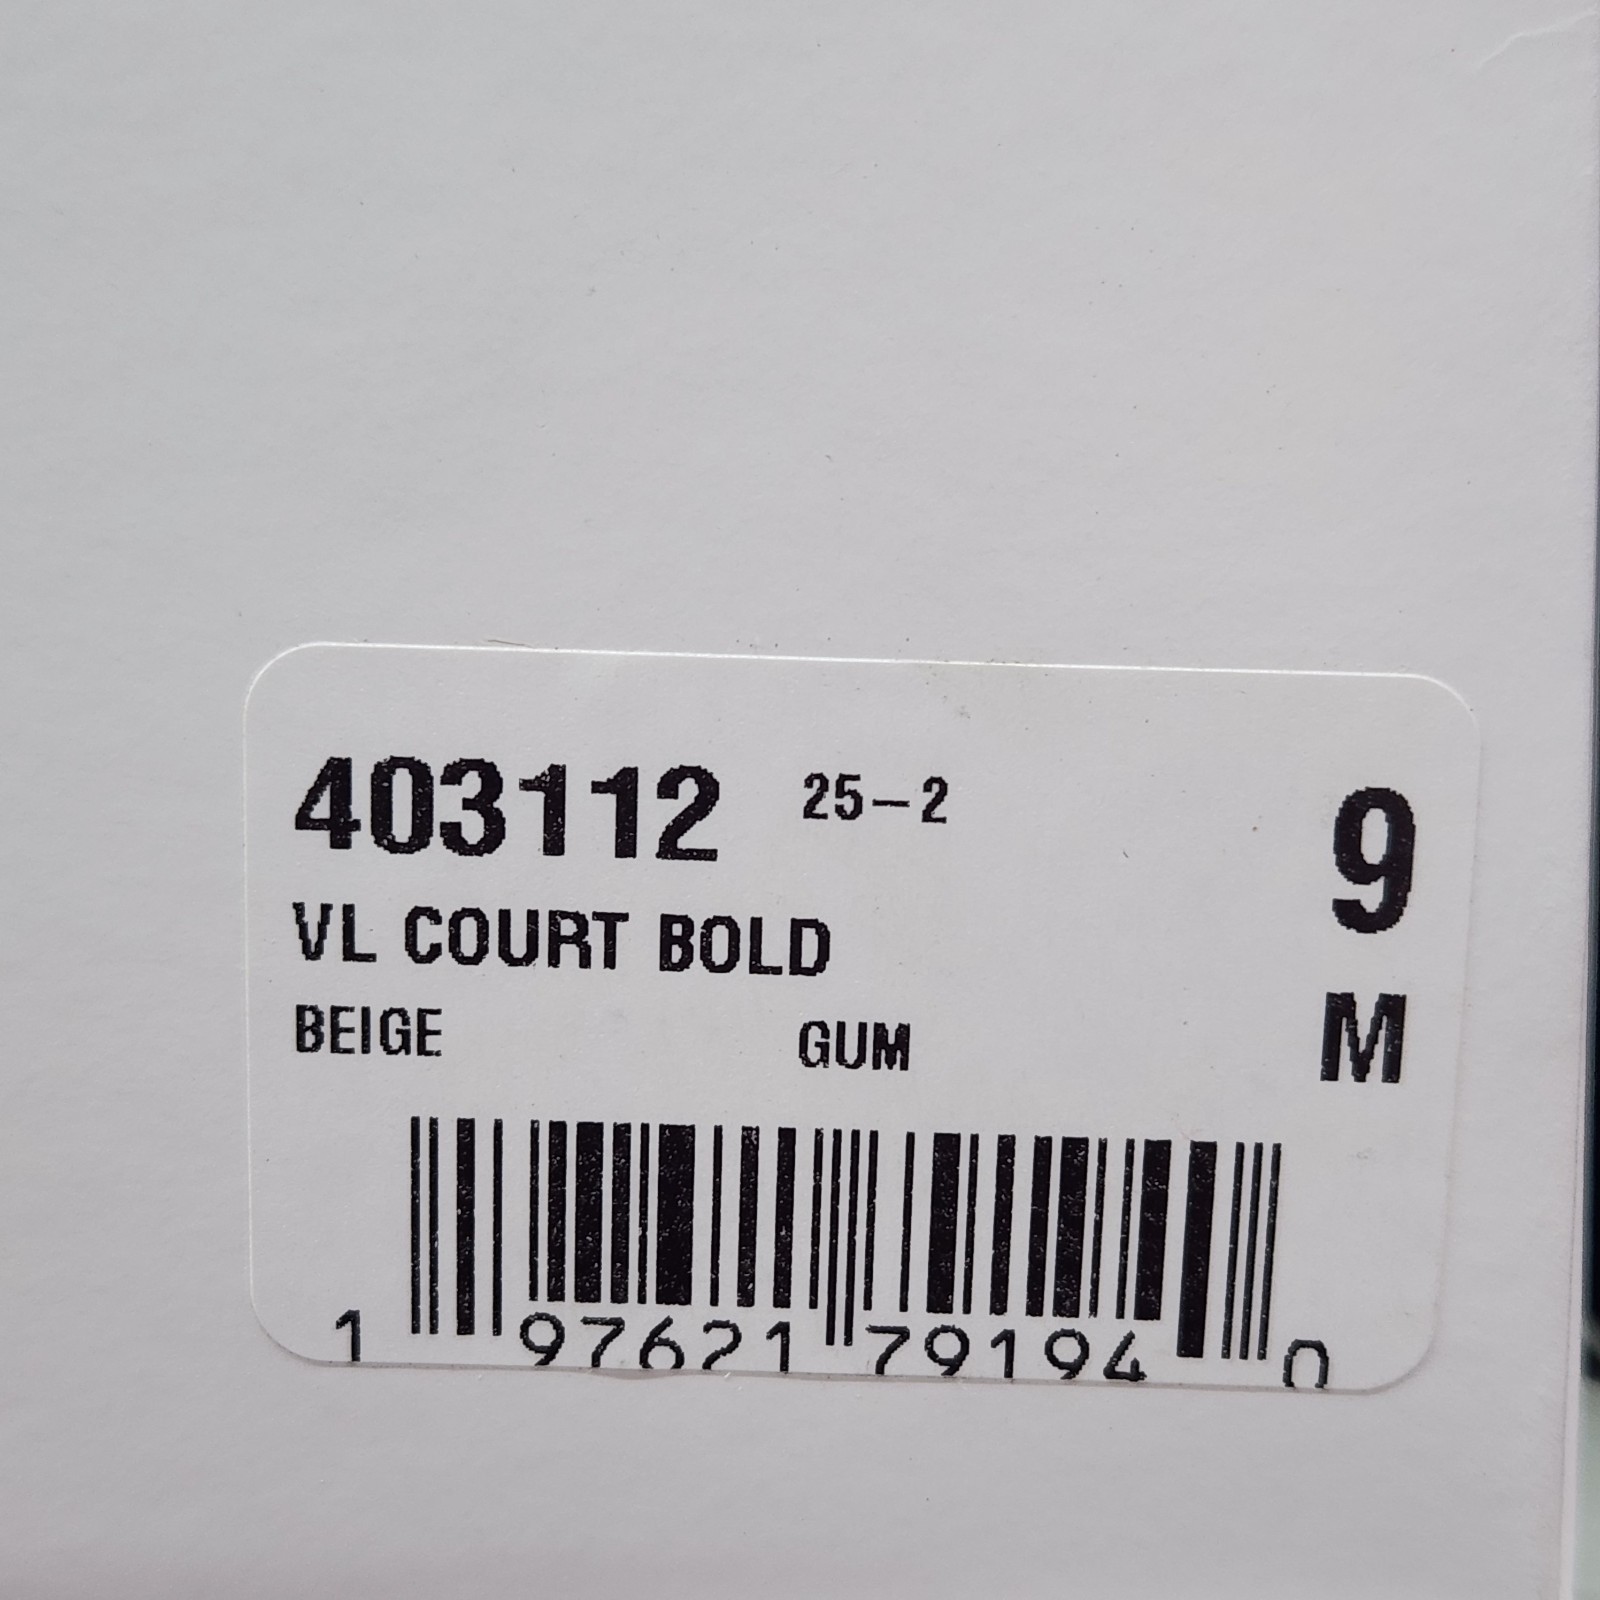 403112 25-2 9
VL COURT BOLD
BEIGE GUM M
1 97621 79194 0